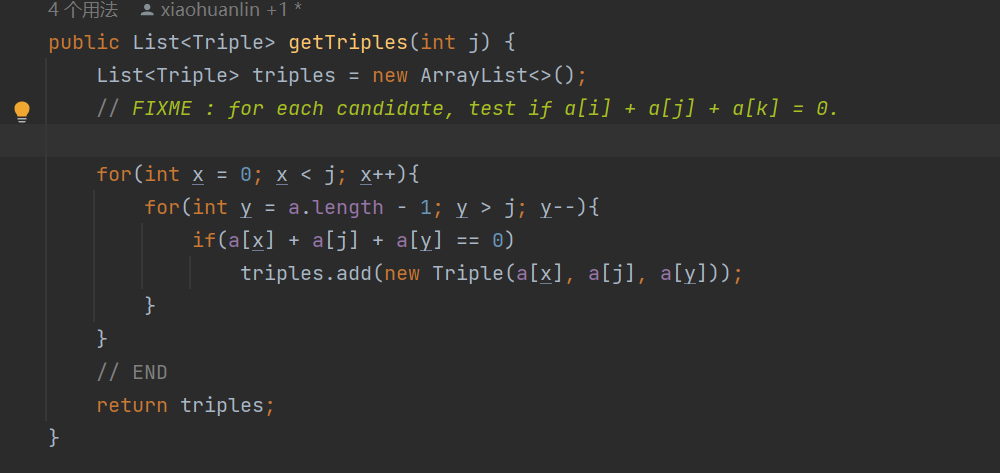 4 个用法 xiaohuanlin +1 *
public List<Triple> getTriples(int j) {
List<Triple> triples = new ArrayList<>();
// FIXME : for each candidate, test if a[i] + a[j] + a[k] = 0.
for(int x = 0; x < j; x++){
for(int y = a.length - 1; y > j; y--){
if(a[x] + a[j] + a[y] == 0)
triples.add(new Triple(a[x], a[j], a[y]));
}
}
// END
return triples;
}